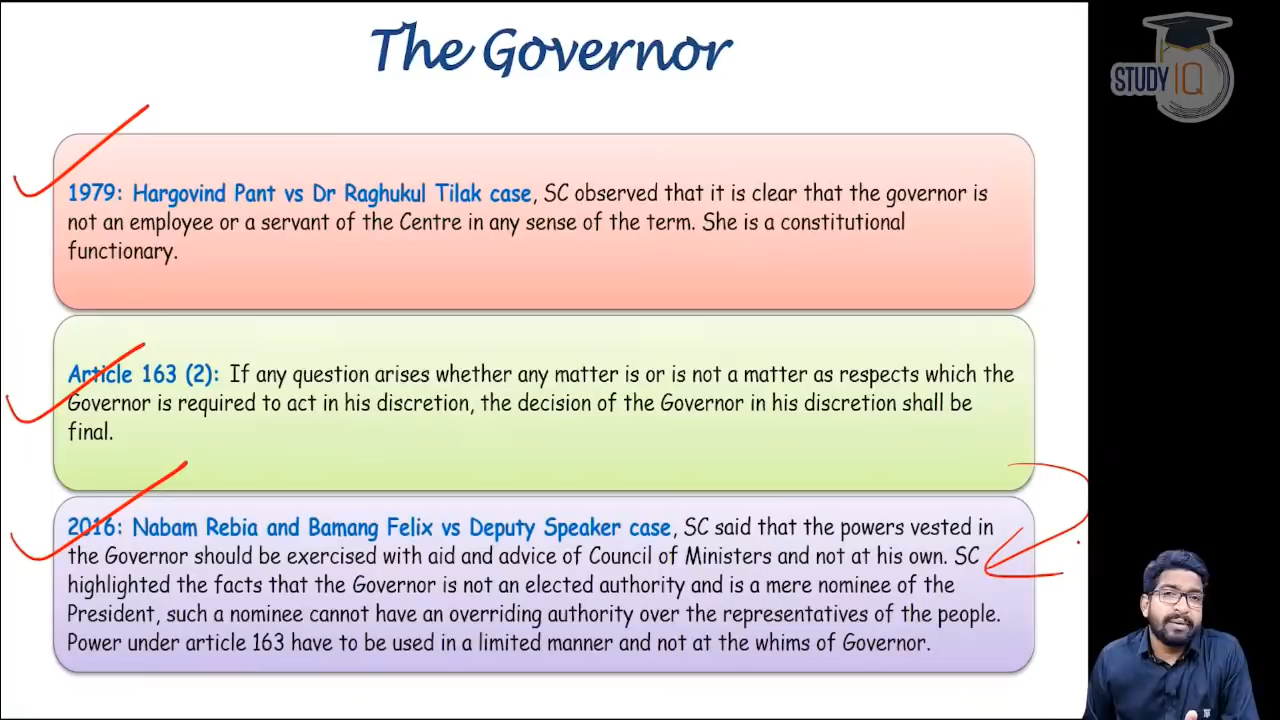 The Governor
STUDY IQ
1979: Hargovind Pant vs Dr Raghukul Tilak case, SC observed that it is clear that the governor is
not an employee or a servant of the Centre in any sense of the term. She is a constitutional
functionary.
Article 163 (2): If any question arises whether any matter is or is not a matter as respects which the
Governor is required to act in his discretion, the decision of the Governor in his discretion shall be
final.
2016: Nabam Rebia and Bamang Felix vs Deputy Speaker case, SC said that the powers vested in
the Governor should be exercised with aid and advice of Council of Ministers and not at his own. SC
highlighted the facts that the Governor is not an elected authority and is a mere nominee of the
President, such a nominee cannot have an overriding authority over the representatives of the people.
Power under article 163 have to be used in a limited manner and not at the whims of Governor.